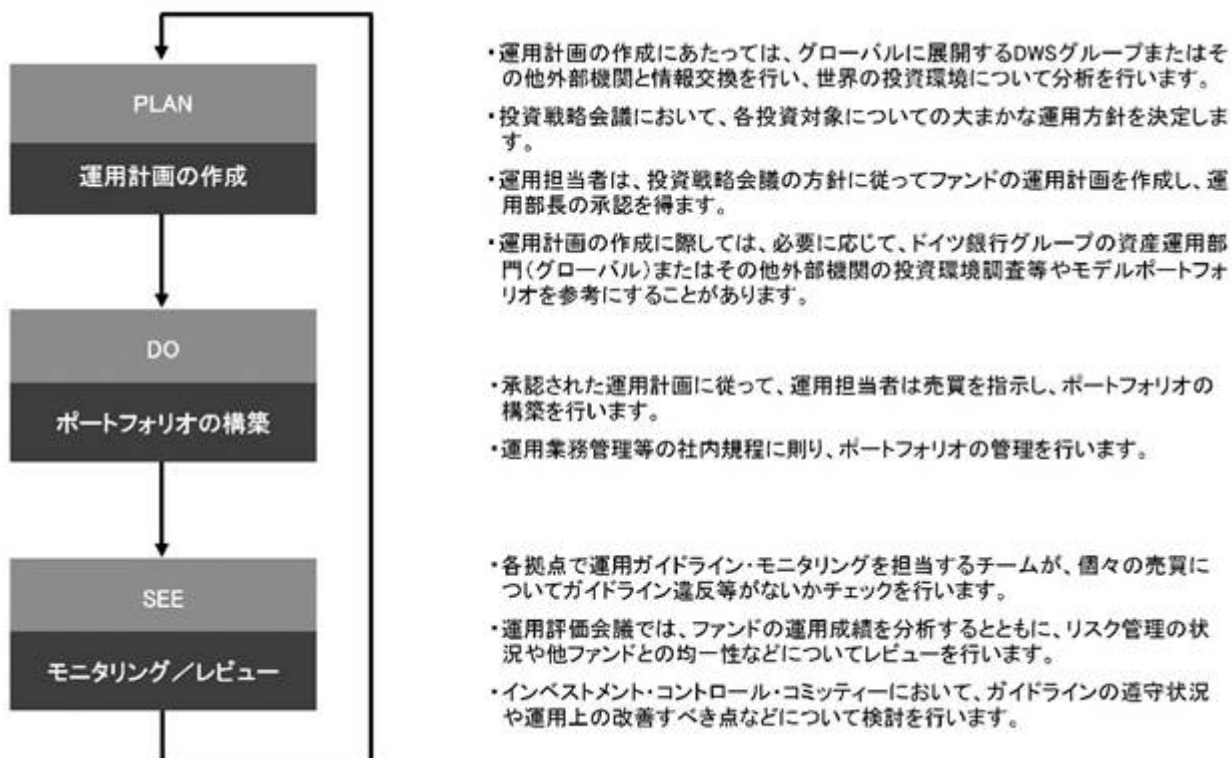 PLAN
運用計画の作成
・運用計画の作成にあたっては、グローバルに展開するDWSグループまたはそ
の他外部機関と情報交換を行い、世界の投資環境について分析を行います。
・投資戦略会議において、各投資対象についての大まかな運用方針を決定しま
す。
・運用担当者は、投資戦略会議の方針に従ってファンドの運用計画を作成し、運
用部長の承認を得ます。
・運用計画の作成に際しては、必要に応じて、ドイツ銀行グループの資産運用部
門(グローバル)またはその他外部機関の投資環境調査等やモデルポートフォ
リオを参考にすることがあります。
DO
ポートフォリオの構築
・承認された運用計画に従って、運用担当者は売買を指示し、ポートフォリオの
構築を行います。
・運用業務管理等の社内規程に則り、ポートフォリオの管理を行います。
SEE
モニタリング／レビュー
・各拠点で運用ガイドライン・モニタリングを担当するチームが、個々の売買に
ついてガイドライン違反等がないかチェックを行います。
・運用評価会議では、ファンドの運用成績を分析するとともに、リスク管理の状
況や他ファンドとの均一性などについてレビューを行います。
・インベストメント・コントロール・コミッティーにおいて、ガイドラインの遵守状況
や運用上の改善すべき点などについて検討を行います。